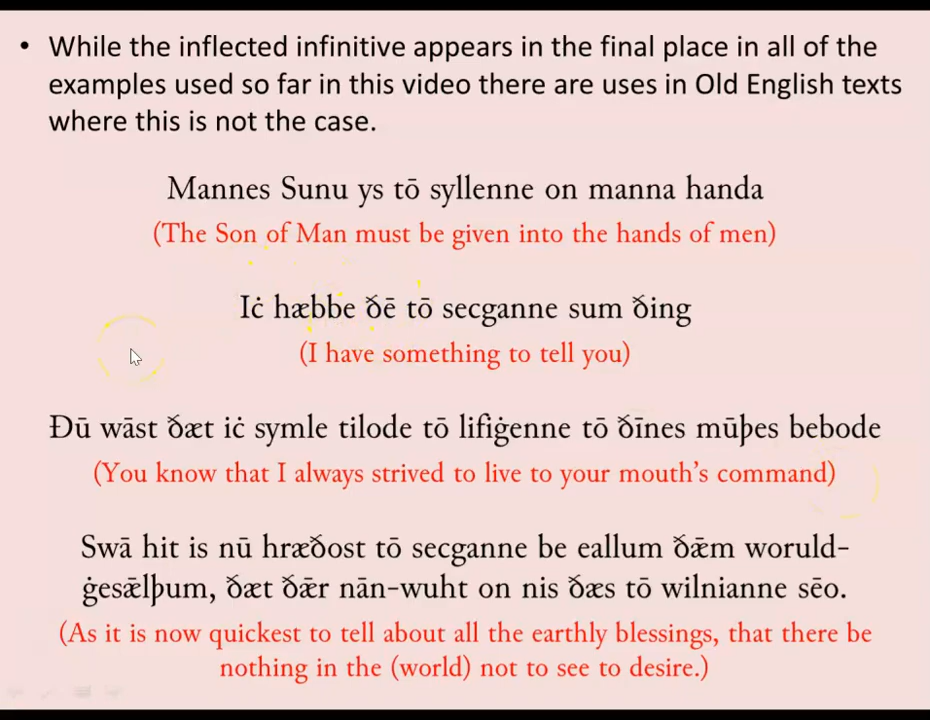 • While the inflected infinitive appears in the final place in all of the
examples used so far in this video there are uses in Old English texts
where this is not the case.
Mannes Sunu ys tō syllenne on manna handa
(The Son of Man must be given into the hands of men)
Iċ hæbbe ðē tō secganne sum ðing
(I have something to tell you)
Ðū wāst ðæt iċ symle tilode tō lifiġenne tō ðīnes mūþes bebode
(You know that I always strived to live to your mouth's command)
Swā hit is nū hræðost tō secganne be eallum ðǣm woruld-
ġesǣlþum, ðæt ðǣr nān-wuht on nis ðæs tō wilnianne sēo.
(As it is now quickest to tell about all the earthly blessings, that there be
nothing in the (world) not to see to desire.)